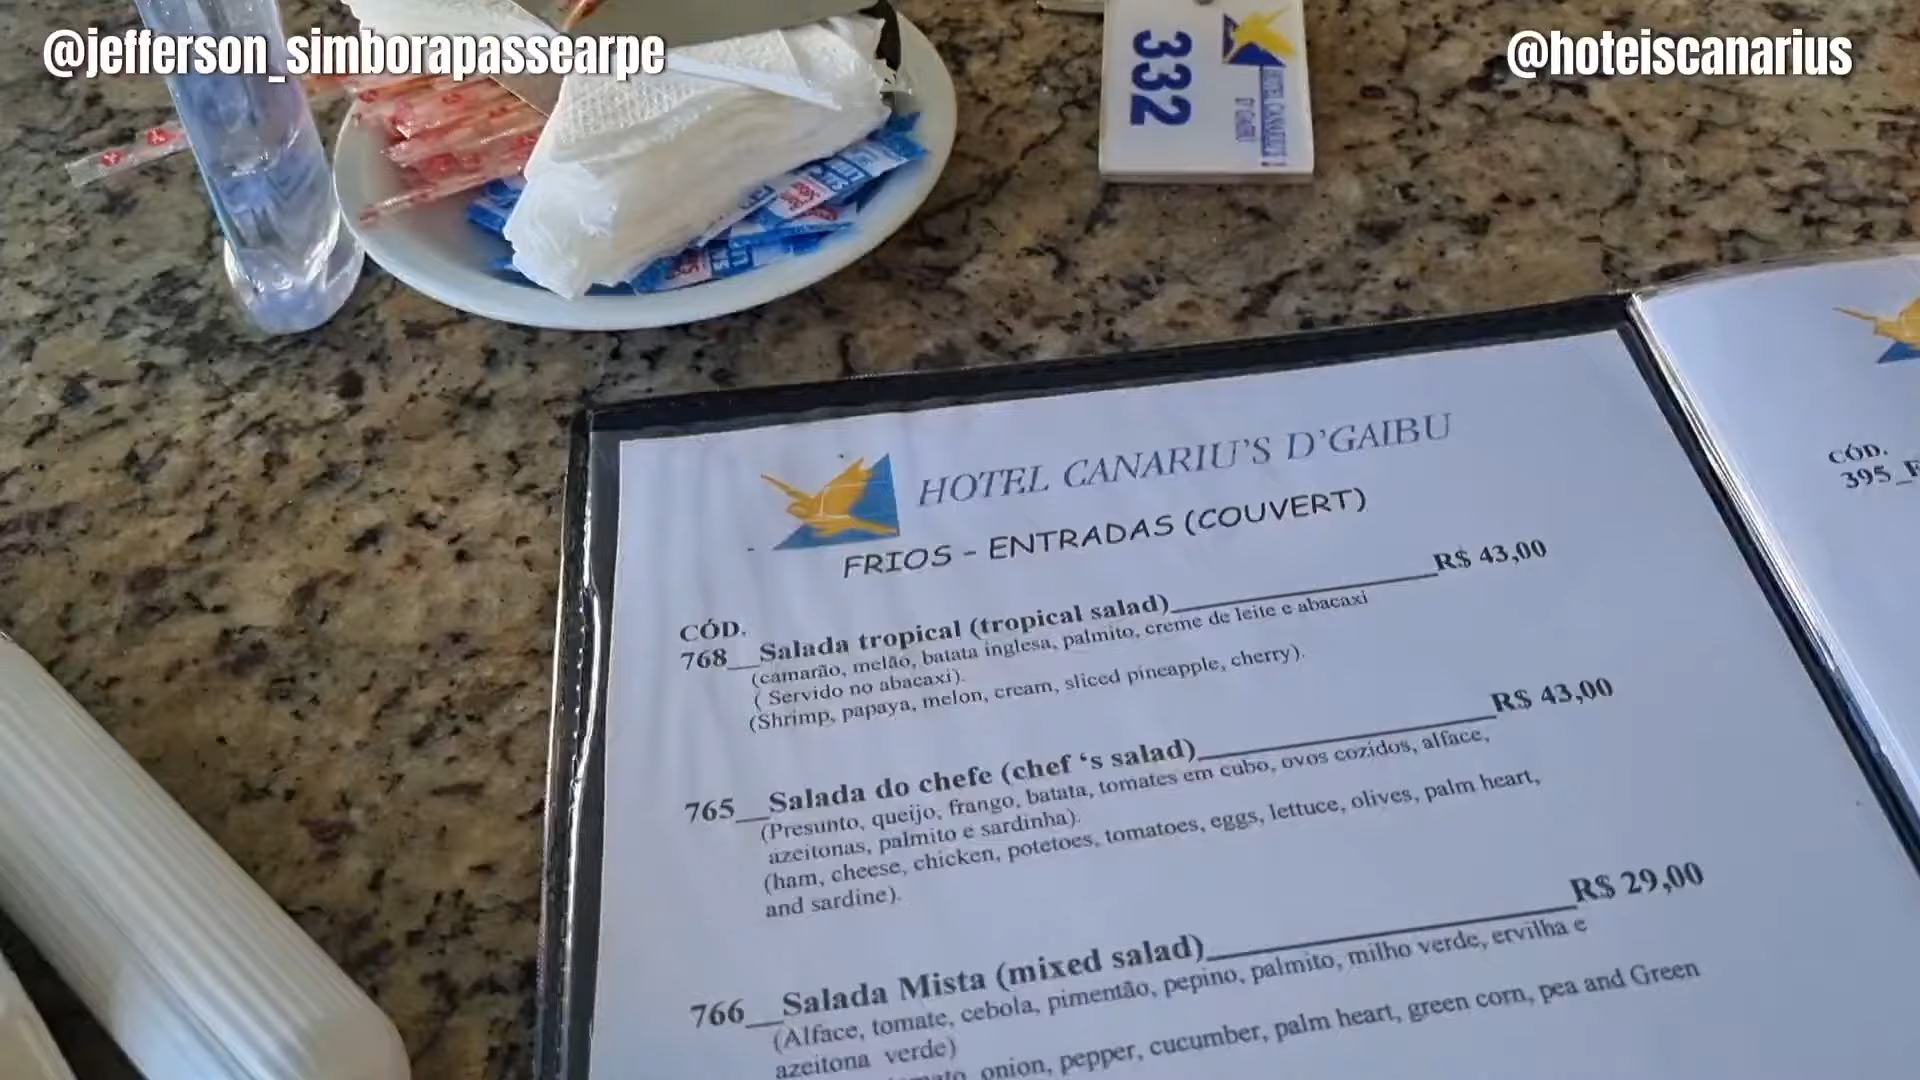 @jefferson_simborapassearpe
@hoteiscanarius
332
HOTEL CANARIU'S
D'GAIBU
HOTEL CANARIU'S D'GAIBU
FRIOS - ENTRADAS (COUVERT)
CÓD.
768__Salada tropical (tropical salad)____________________R$ 43,00
(camarão, melão, batata inglesa, palmito, creme de leite e abacaxi
( Servido no abacaxi).
(Shrimp, papaya, melon, cream, sliced pineapple, cherry).
765__Salada do chefe (chef ‘s salad)____________________R$ 43,00
(Presunto, queijo, frango, batata, tomates em cubo, ovos cozidos, alface,
azeitonas, palmito e sardinha).
(ham, cheese, chicken, potetoes, tomatoes, eggs, lettuce, olives, palm heart,
and sardine).
766__Salada Mista (mixed salad)____________________R$ 29,00
(Alface, tomate, cebola, pimentão, pepino, palmito, milho verde, ervilha e
azeitona verde)
onion, pepper, cucumber, palm heart, green corn, pea and Green
CÓD.
395_